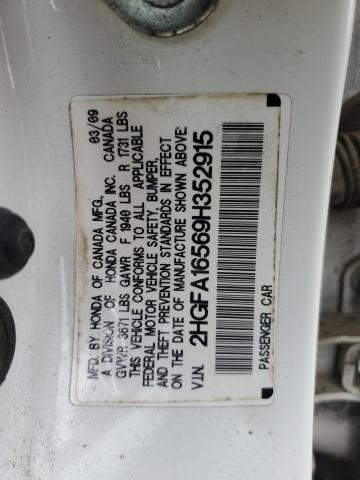 MFD. BY HONDA OF CANADA MFG., 03/09
A DIVISION OF HONDA CANADA INC. CANADA
GVWR 3671 LBS GAWR F 1940 LBS R 1731 LBS
THIS VEHICLE CONFORMS TO ALL APPLICABLE
FEDERAL MOTOR VEHICLE SAFETY, BUMPER,
AND THEFT PREVENTION STANDARDS IN EFFECT
ON THE DATE OF MANUFACTURE SHOWN ABOVE.
V.I.N. 2HGFA16569H352915
PASSENGER CAR